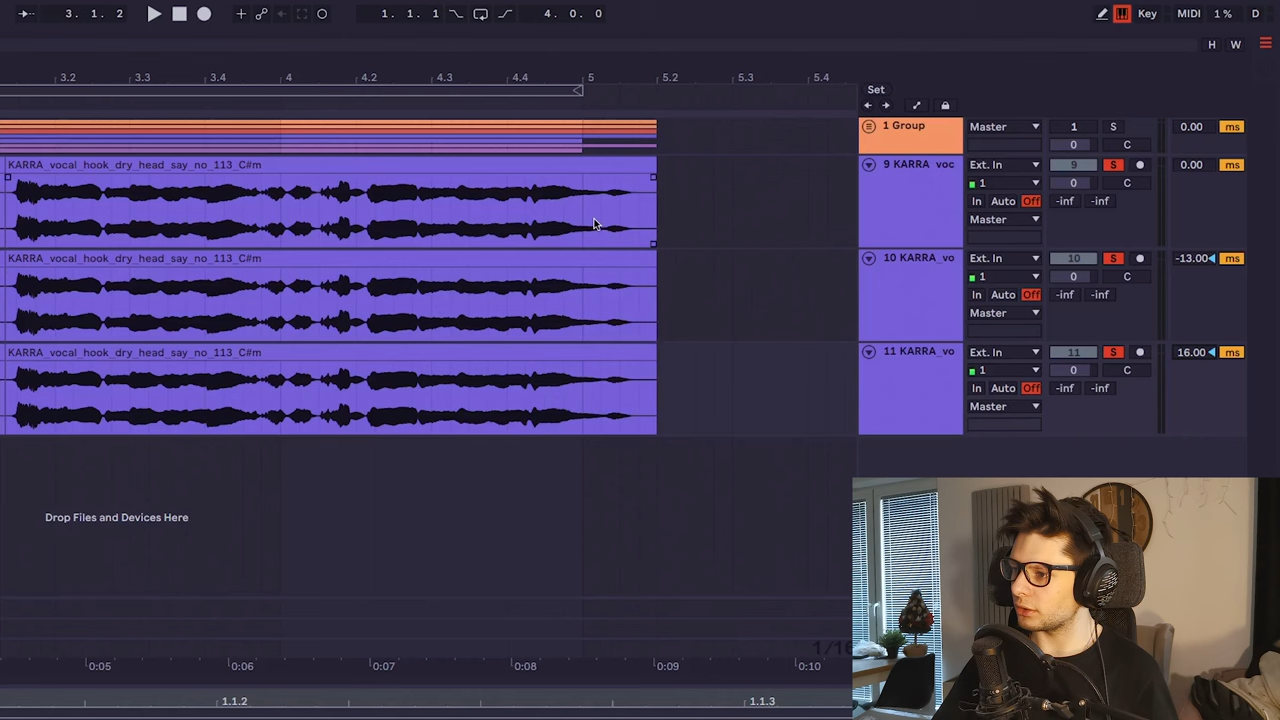 3. 1. 2 1. 1. 1 4. 0. 0 Key MIDI 1 % D
H W
3.2 3.3 3.4 4 4.2 4.3 4.4 5 5.2 5.3 5.4
Set
1 Group Master 1 S 0.00 ms
0 C
KARRA_vocal_hook_dry_head_say_no_113_C#m
9 KARRA voc Ext. In 9 S 0.00 ms
1 0 C
In Auto Off -inf -inf
Master
KARRA_vocal_hook_dry_head_say_no_113_C#m
10 KARRA_vo Ext. In 10 S -13.00 ms
1 0 C
In Auto Off -inf -inf
Master
KARRA_vocal_hook_dry_head_say_no_113_C#m
11 KARRA_vo Ext. In 11 S 16.00 ms
1 0 C
In Auto Off -inf -inf
Master
Drop Files and Devices Here
0:05 0:06 0:07 0:08 0:09 0:10
1.1.2 1.1.3